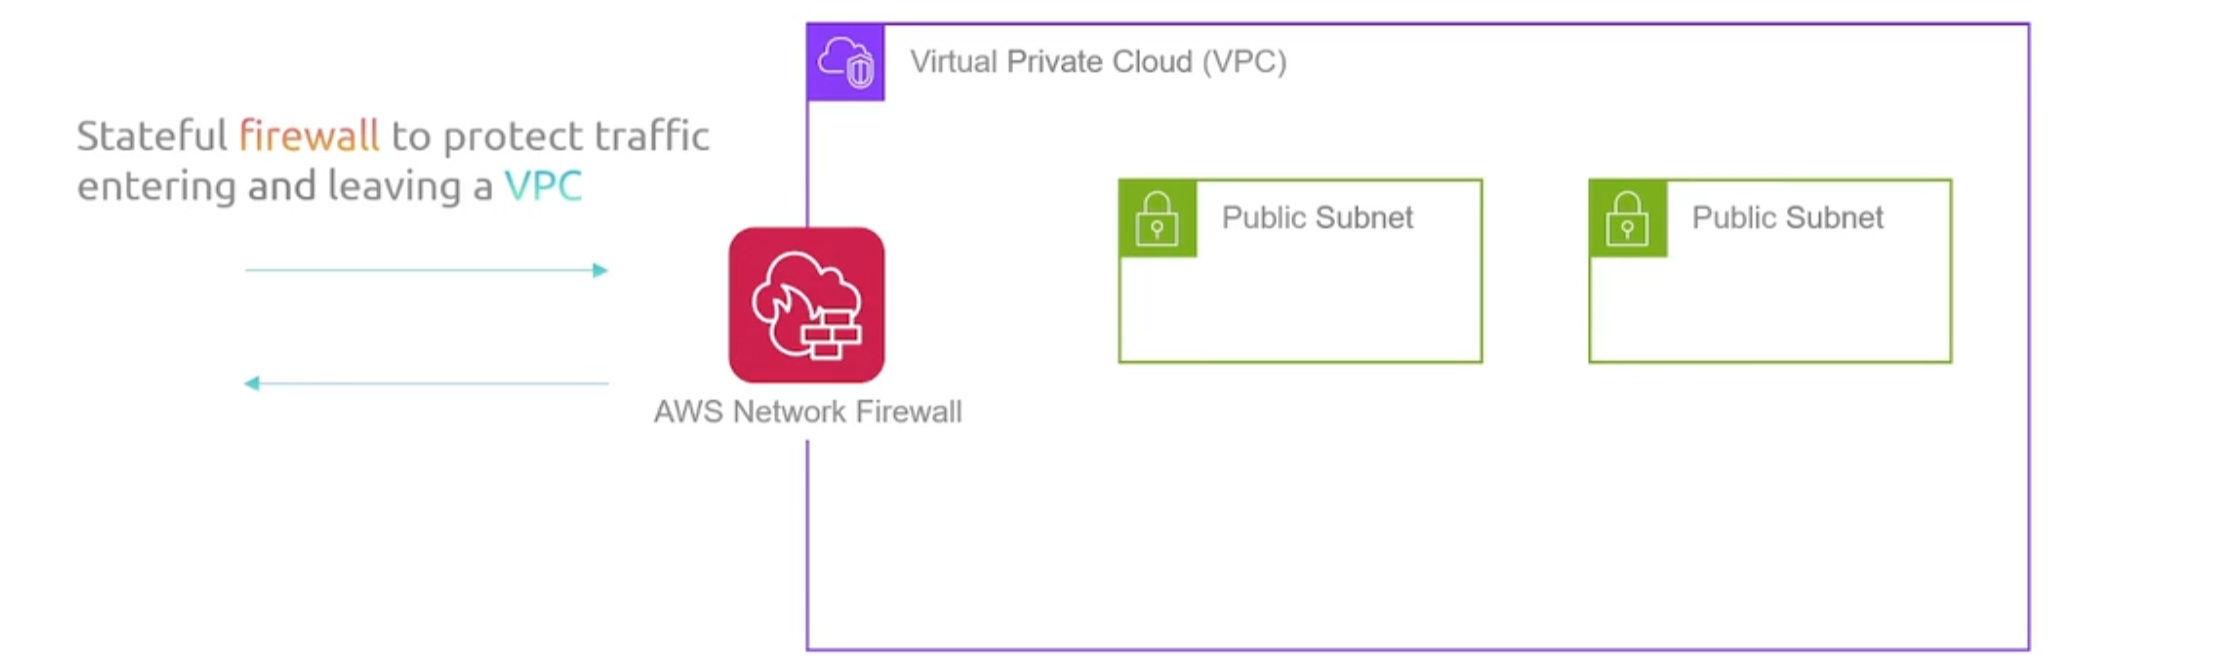 Virtual Private Cloud (VPC)
Stateful firewall to protect traffic
entering and leaving a VPC
Public Subnet
Public Subnet
AWS Network Firewall